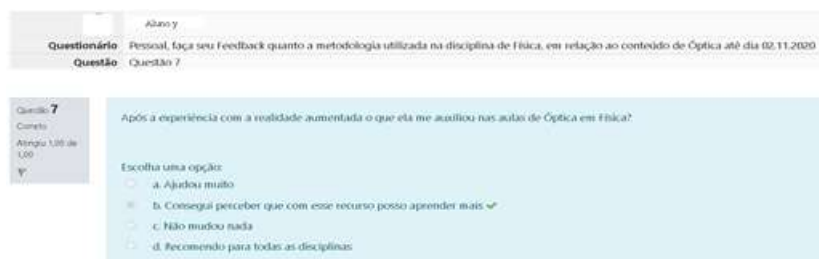 Aluno y
Questionário Pessoal, faça seu Feedback quanto a metodologia utilizada na disciplina de Física, em relação ao conteúdo de Óptica até dia 02.11.2020
Questão Questão 7
Questão 7
Correto
Atingiu 1,00 de
1,00
Após a experiência com a realidade aumentada o que ela me auxiliou nas aulas de Óptica em Física?
Escolha uma opção:
a. Ajudou muito
b. Consegui perceber que com esse recurso posso aprender mais ✔
c. Não mudou nada
d. Recomendo para todas as disciplinas